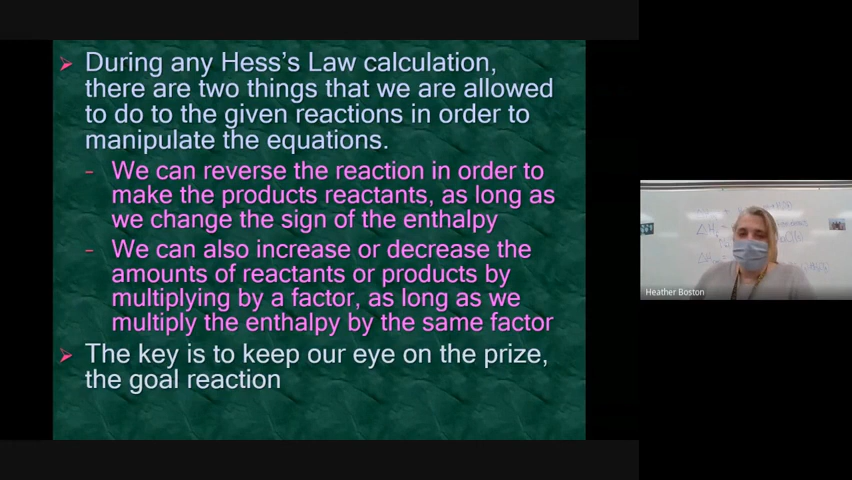 During any Hess's Law calculation,
there are two things that we are allowed
to do to the given reactions in order to
manipulate the equations.
- We can reverse the reaction in order to
make the products reactants, as long as
we change the sign of the enthalpy
- We can also increase or decrease the
amounts of reactants or products by
multiplying by a factor, as long as we
multiply the enthalpy by the same factor
The key is to keep our eye on the prize,
the goal reaction
Heather Boston